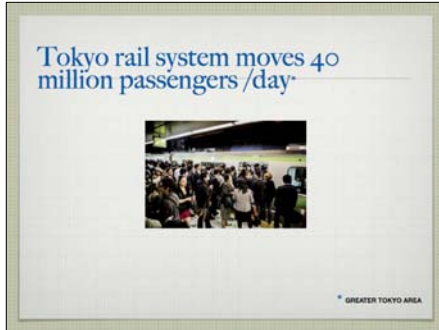 Tokyo rail system moves 40
million passengers /day*
* GREATER TOKYO AREA